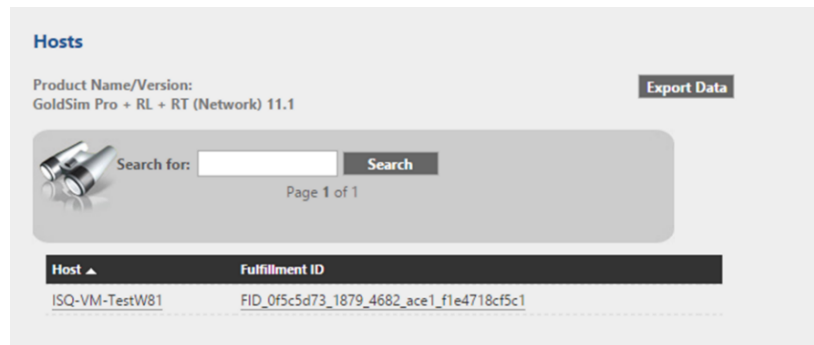 Hosts
Product Name/Version:
GoldSim Pro + RL + RT (Network) 11.1
Export Data
Search for:
Search
Page 1 of 1
Host ▲ Fulfillment ID
ISQ-VM-TestW81 FID_0f5c5d73_1879_4682_ace1_f1e4718cf5c1